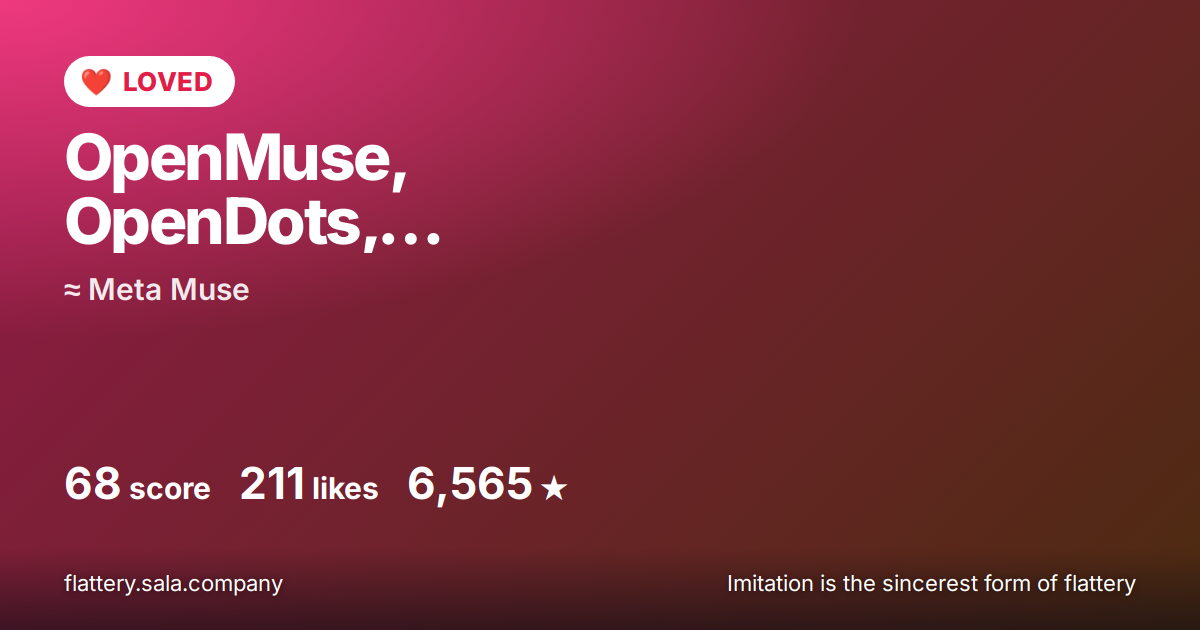 ❤️ LOVED
OpenMuse,
OpenDots,…
≈ Meta Muse
68 score 211 likes 6,565 ★
flattery.sala.company
Imitation is the sincerest form of flattery